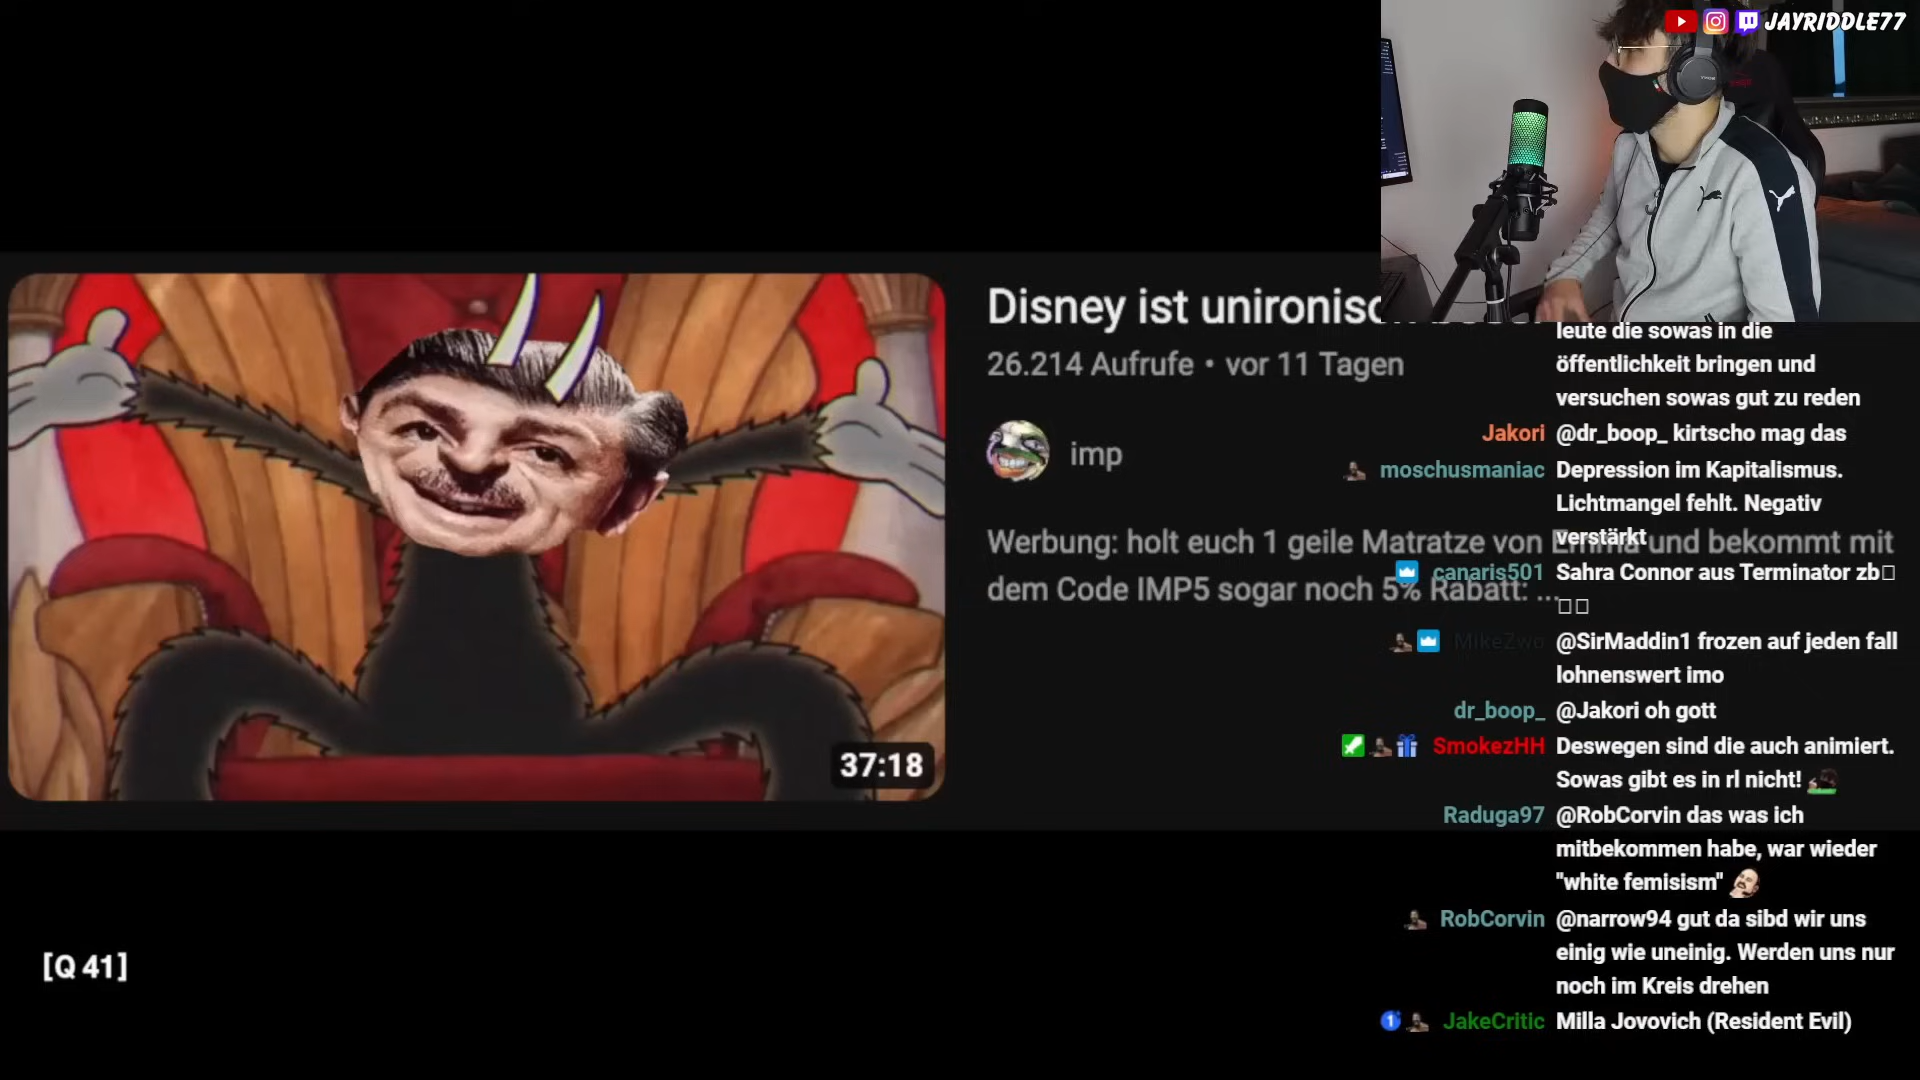 JAYRIDDLE77
Disney ist unironisc
26.214 Aufrufe • vor 11 Tagen
imp
Werbung: holt euch 1 geile Matratze von Emma und bekommt mit
dem Code IMP5 sogar noch 5% Rabatt: ...
37:18
[Q 41]
leute die sowas in die
öffentlichkeit bringen und
versuchen sowas gut zu reden
Jakori @dr_boop_ kirtscho mag das
moschusmaniac Depression im Kapitalismus.
Lichtmangel fehlt. Negativ
verstärkt
canaris501 Sahra Connor aus Terminator zb
MikeZwo @SirMaddin1 frozen auf jeden fall
lohnenswert imo
dr_boop_ @Jakori oh gott
SmokezHH Deswegen sind die auch animiert.
Sowas gibt es in rl nicht!
Raduga97 @RobCorvin das was ich
mitbekommen habe, war wieder
"white femisism"
RobCorvin @narrow94 gut da sibd wir uns
einig wie uneinig. Werden uns nur
noch im Kreis drehen
JakeCritic Milla Jovovich (Resident Evil)